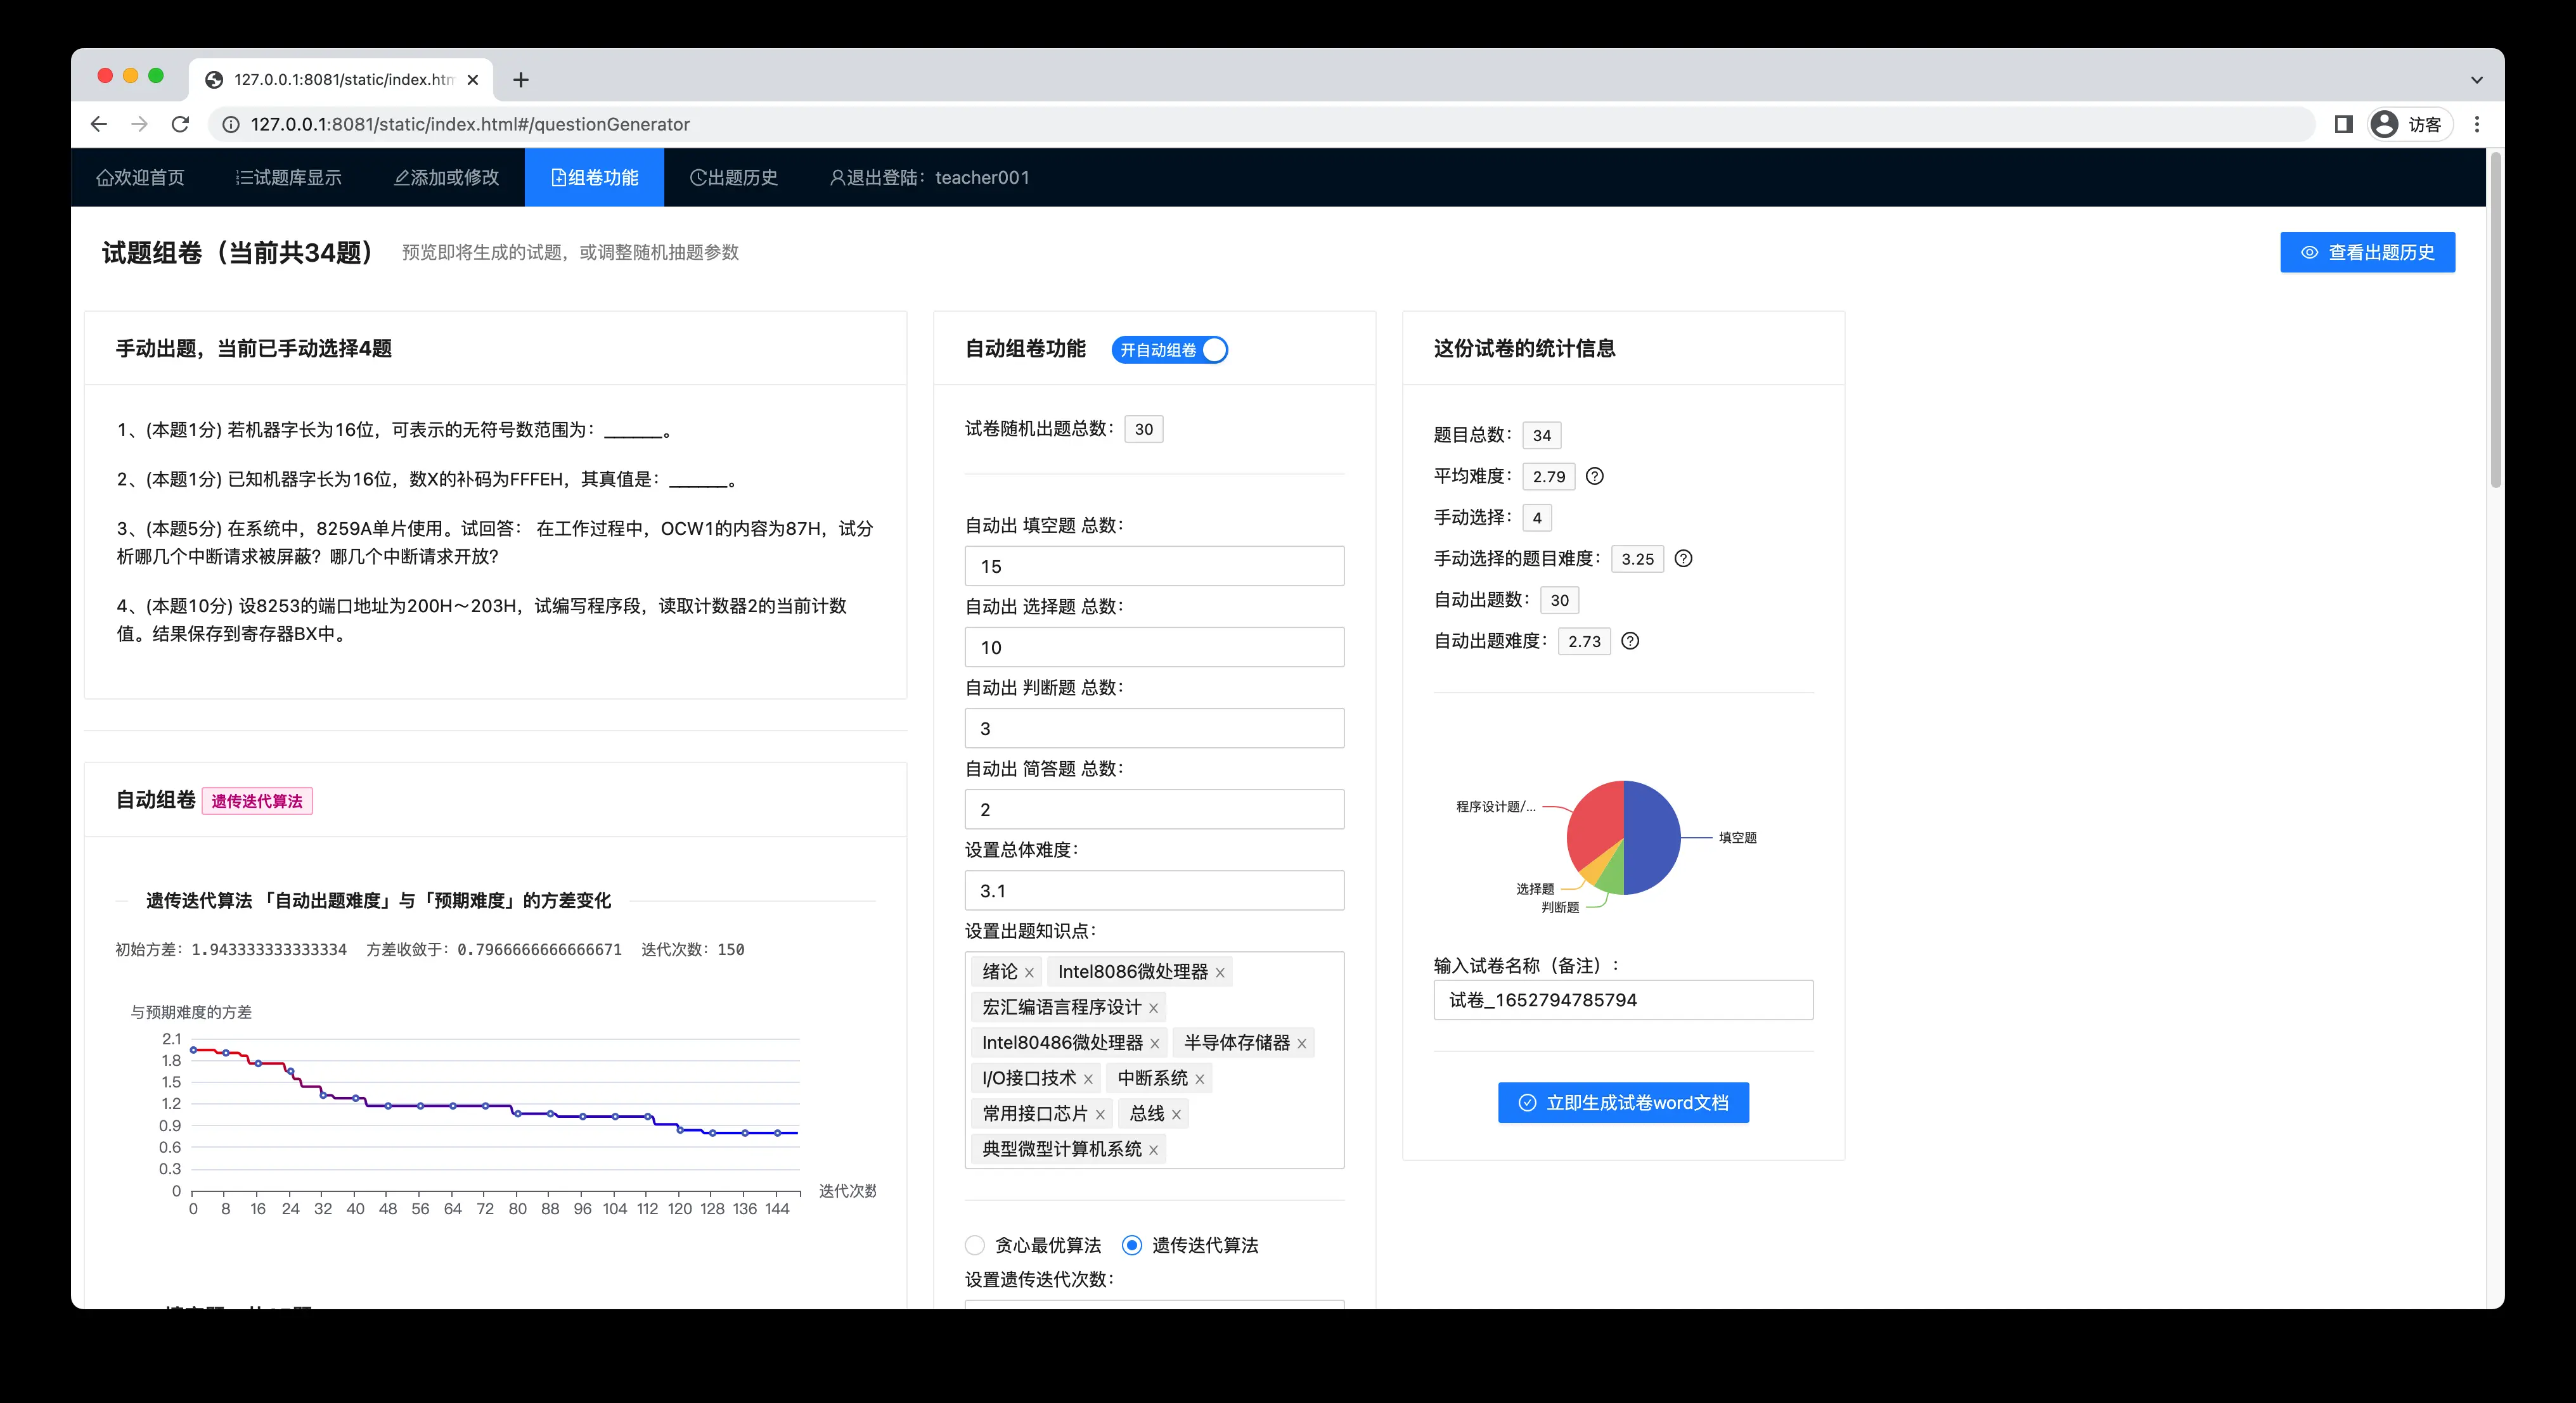 127.0.0.1:8081/static/index.htm
127.0.0.1:8081/static/index.html#/questionGenerator
访客
欢迎首页
试题库显示
添加或修改
组卷功能
出题历史
退出登陆：teacher001
试题组卷（当前共34题）
预览即将生成的试题，或调整随机抽题参数
查看出题历史
手动出题，当前已手动选择4题
1、(本题1分) 若机器字长为16位，可表示的无符号数范围为：______。
2、(本题1分) 已知机器字长为16位，数X的补码为FFFEH，其真值是：______。
3、(本题5分) 在系统中，8259A单片使用。试回答： 在工作过程中，OCW1的内容为87H，试分
析哪几个中断请求被屏蔽？哪几个中断请求开放？
4、(本题10分) 设8253的端口地址为200H～203H，试编写程序段，读取计数器2的当前计数
值。结果保存到寄存器BX中。
自动组卷 遗传迭代算法
遗传迭代算法 「自动出题难度」与「预期难度」的方差变化
初始方差：1.943333333333334 方差收敛于：0.7966666666666671 迭代次数：150
与预期难度的方差
2.1
1.8
1.5
1.2
0.9
0.6
0.3
0
0 8 16 24 32 40 48 56 64 72 80 88 96 104 112 120 128 136 144
迭代次数
自动组卷功能
开自动组卷
试卷随机出题总数： 30
自动出 填空题 总数：
15
自动出 选择题 总数：
10
自动出 判断题 总数：
3
自动出 简答题 总数：
2
设置总体难度：
3.1
设置出题知识点：
绪论 × Intel8086微处理器 ×
宏汇编语言程序设计 ×
Intel80486微处理器 × 半导体存储器 ×
I/O接口技术 × 中断系统 ×
常用接口芯片 × 总线 ×
典型微型计算机系统 ×
贪心最优算法 遗传迭代算法
设置遗传迭代次数：
这份试卷的统计信息
题目总数： 34
平均难度： 2.79
手动选择： 4
手动选择的题目难度： 3.25
自动出题数： 30
自动出题难度： 2.73
程序设计题/...
填空题
选择题
判断题
输入试卷名称（备注）：
试卷_1652794785794
立即生成试卷word文档